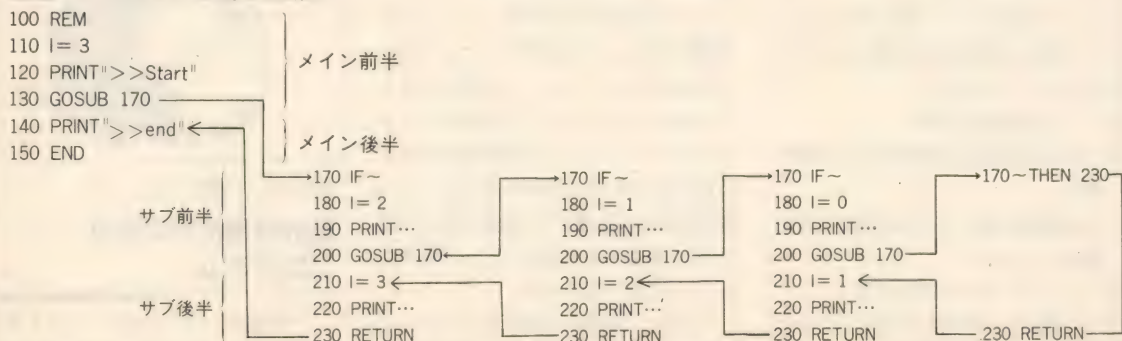 100 REM
110 I= 3
120 PRINT">>Start"
130 GOSUB 170
140 PRINT">>end"
150 END
メイン前半
メイン後半
サブ前半
サブ後半
170 IF~
180 I= 2
190 PRINT…
200 GOSUB 170
210 I= 3
220 PRINT…
230 RETURN
170 IF~
180 I= 1
190 PRINT…
200 GOSUB 170
210 I= 2
220 PRINT…
230 RETURN
170 IF~
180 I= 0
190 PRINT…
200 GOSUB 170
210 I= 1
220 PRINT…
230 RETURN
170~THEN 230
230 RETURN